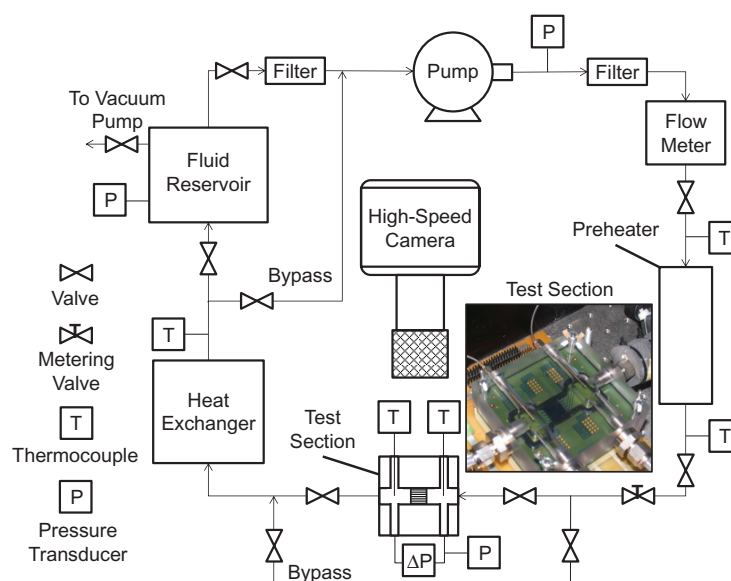 P
Filter
Pump
Filter
To Vacuum
Pump
Flow
Meter
Fluid
Reservoir
P
High-Speed
Camera
T
Preheater
Bypass
Valve
Test Section
T
Metering
Valve
Heat
Exchanger
T
T
Test
Section
T
T
Thermocouple
P
Pressure
Transducer
ΔP
P
Bypass